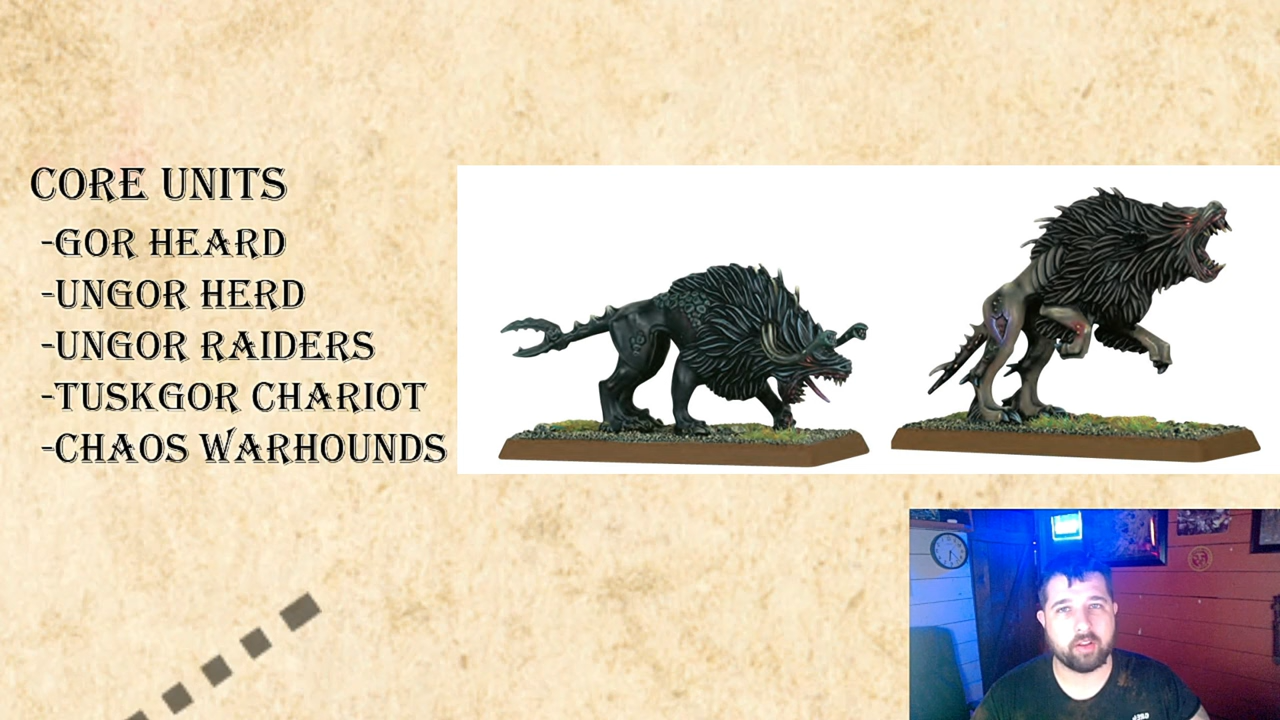 CORE UNITS
-GOR HEARD
-UNGOR HERD
-UNGOR RAIDERS
-TUSKGOR CHARIOT
-CHAOS WARHOUNDS